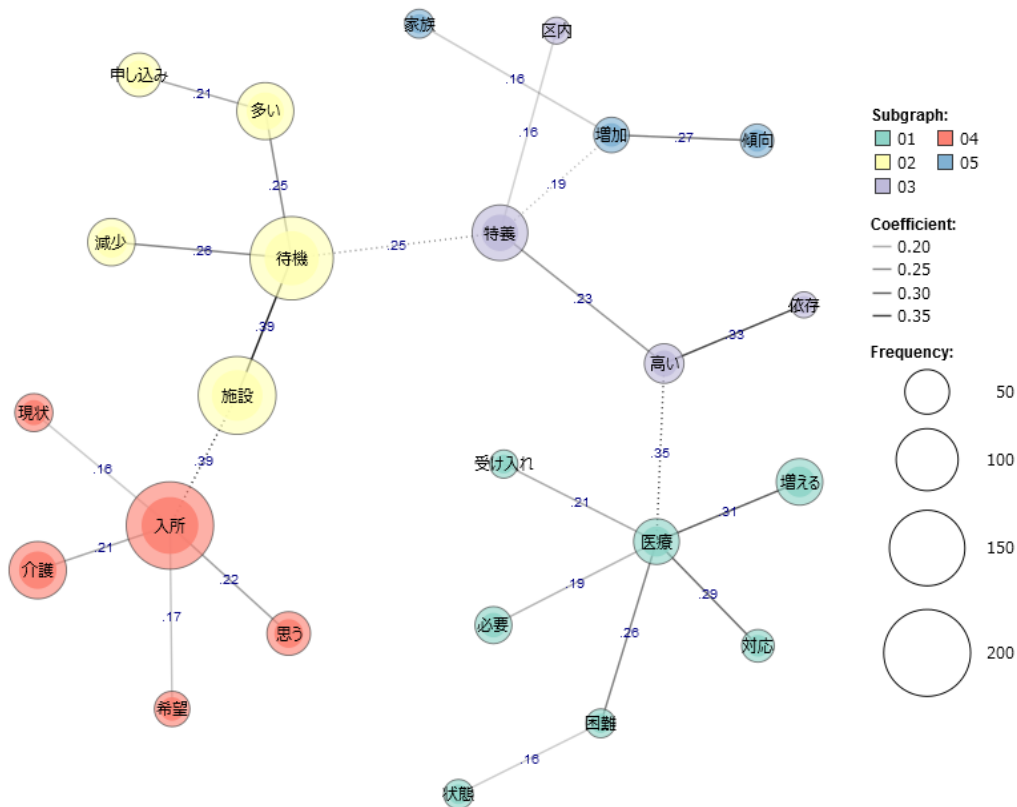 家族
区内
申し込み
.21
多い
.16
.16
増加
.27
傾向
.25
.19
減少
.26
待機
.25
特養
.23
依存
.33
.39
高い
施設
現状
.39
.35
.16
受け入れ
増える
.21
.31
入所
医療
介護
.21
.22
.19
.29
.17
必要
.26
思う
対応
希望
困難
.16
状態
Subgraph:
01
04
02
05
03
Coefficient:
0.20
0.25
0.30
0.35
Frequency:
50
100
150
200